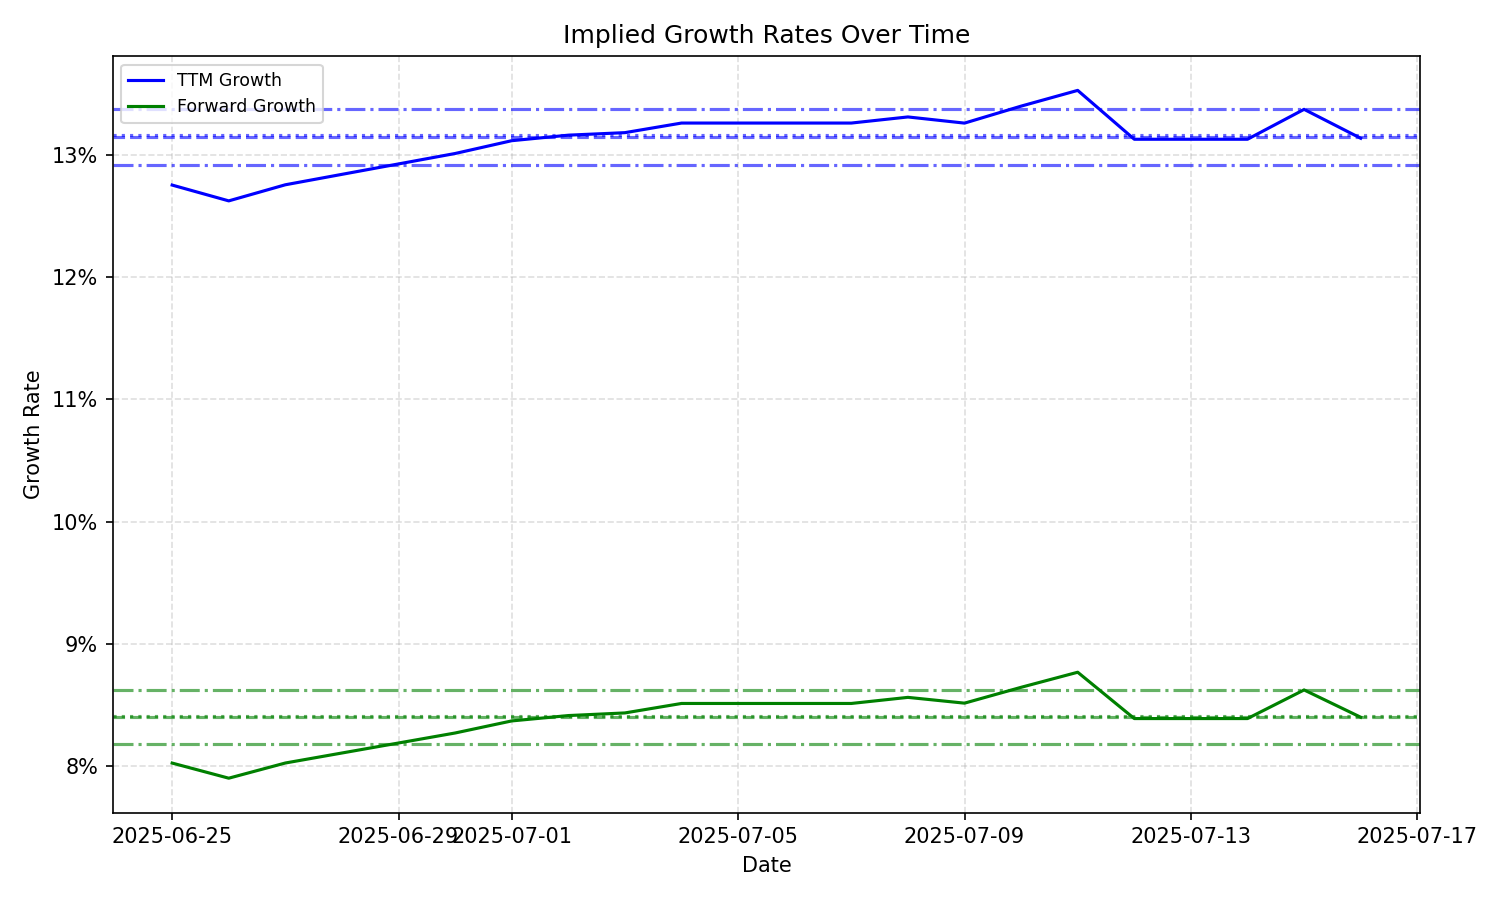 Implied Growth Rates Over Time
TTM Growth
Forward Growth
13%
12%
11%
10%
9%
8%
Growth Rate
2025-06-25
2025-06-29
2025-07-01
2025-07-05
2025-07-09
2025-07-13
2025-07-17
Date